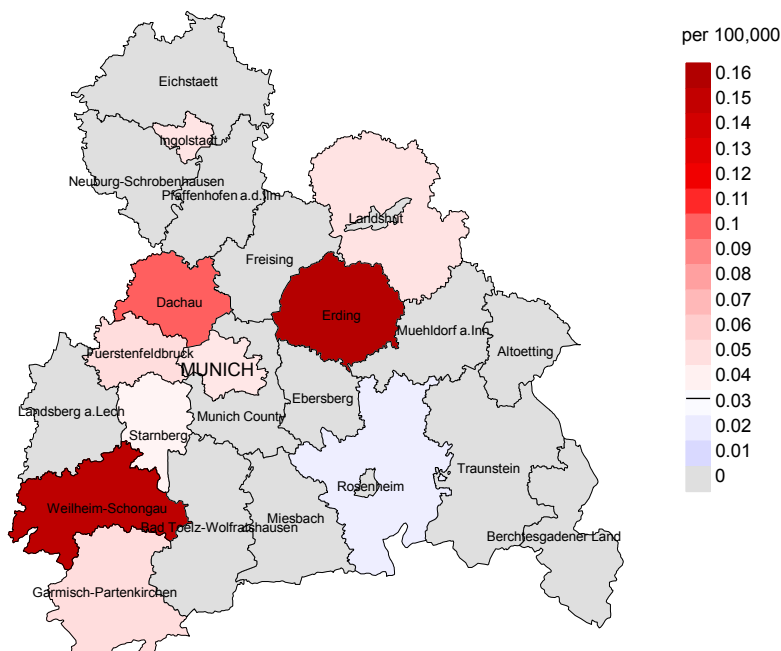 per 100,000
0.16
0.15
0.14
0.13
0.12
0.11
0.1
0.09
0.08
0.07
0.06
0.05
0.04
0.03
0.02
0.01
0
Eichstaett
Ingolstadt
Neuburg-Schrobenhausen
Pfaffenhofen a.d.Ilm
Landshut
Freising
Dachau
Erding
Muehldorf a.Inn
Altoetting
Fuerstenfeldbruck
MUNICH
Ebersberg
Landsberg a.Lech
Munich County
Starnberg
Traunstein
Rosenheim
Weilheim-Schongau
Bad Toelz-Wolfratshausen
Miesbach
Berchtesgadener Land
Garmisch-Partenkirchen